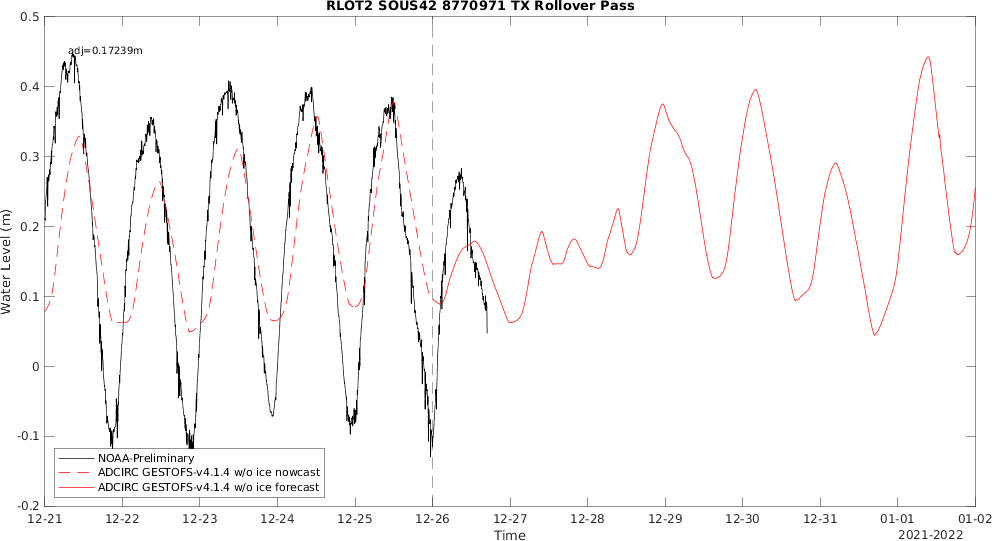 RLOT2 SOUS42 8770971 TX Rollover Pass
adj=0.17239m
0.5
0.4
0.3
0.2
0.1
0
-0.1
-0.2
Water Level (m)
NOAA-Preliminary
ADCIRC GESTOFS-v4.1.4 w/o ice nowcast
ADCIRC GESTOFS-v4.1.4 w/o ice forecast
12-21 12-22 12-23 12-24 12-25 12-26 12-27 12-28 12-29 12-30 12-31 01-01 01-02
Time
2021-2022